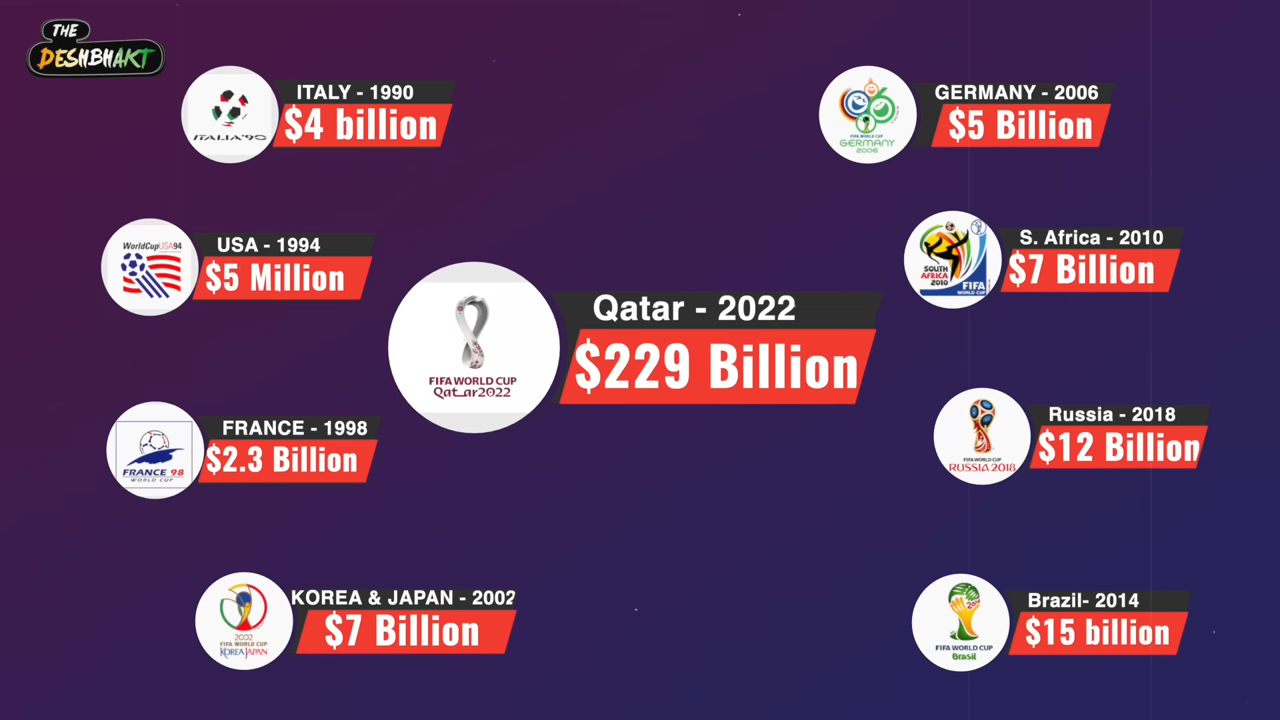 THE
DESHBHAKT
ITALY - 1990
$4 billion
ITALIA'90
USA - 1994
$5 Million
WorldCupUSA94
FRANCE - 1998
$2.3 Billion
FRANCE 98
WORLD CUP
KOREA & JAPAN - 2002
$7 Billion
2002
FIFA WORLD CUP
KOREA JAPAN
Qatar - 2022
$229 Billion
FIFA WORLD CUP
Qatar2022
GERMANY - 2006
$5 Billion
FIFA WORLD CUP
GERMANY
2006
S. Africa - 2010
$7 Billion
SOUTH
AFRICA
2010
FIFA
WORLD CUP
Russia - 2018
$12 Billion
FIFA WORLD CUP
RUSSIA 2018
Brazil- 2014
$15 billion
2014
FIFA WORLD CUP
Brasil